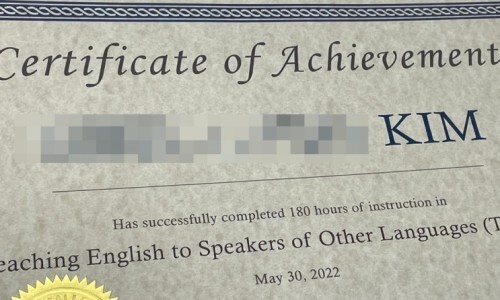 Certificate of Achievement
KIM
Has successfully completed 180 hours of instruction in
eaching English to Speakers of Other Languages (T
May 30, 2022